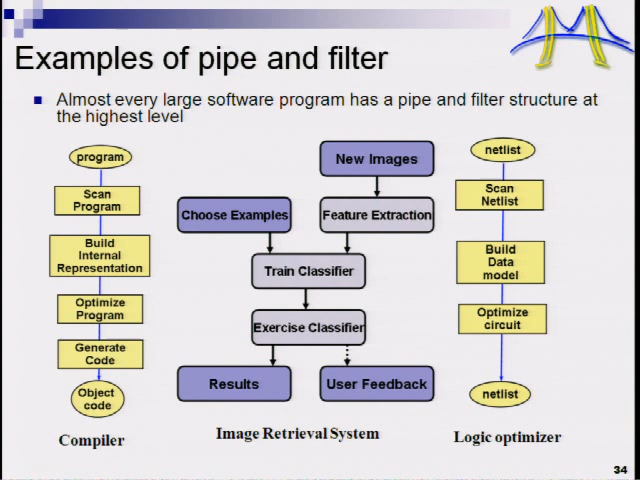 Examples of pipe and filter
Almost every large software program has a pipe and filter structure at
the highest level
program
Scan
Program
Build
Internal
Representation
Optimize
Program
Generate
Code
Object
code
Compiler
New Images
Choose Examples
Feature Extraction
Train Classifier
Exercise Classifier
Results
User Feedback
Image Retrieval System
netlist
Scan
Netlist
Build
Data
model
Optimize
circuit
netlist
Logic optimizer
34